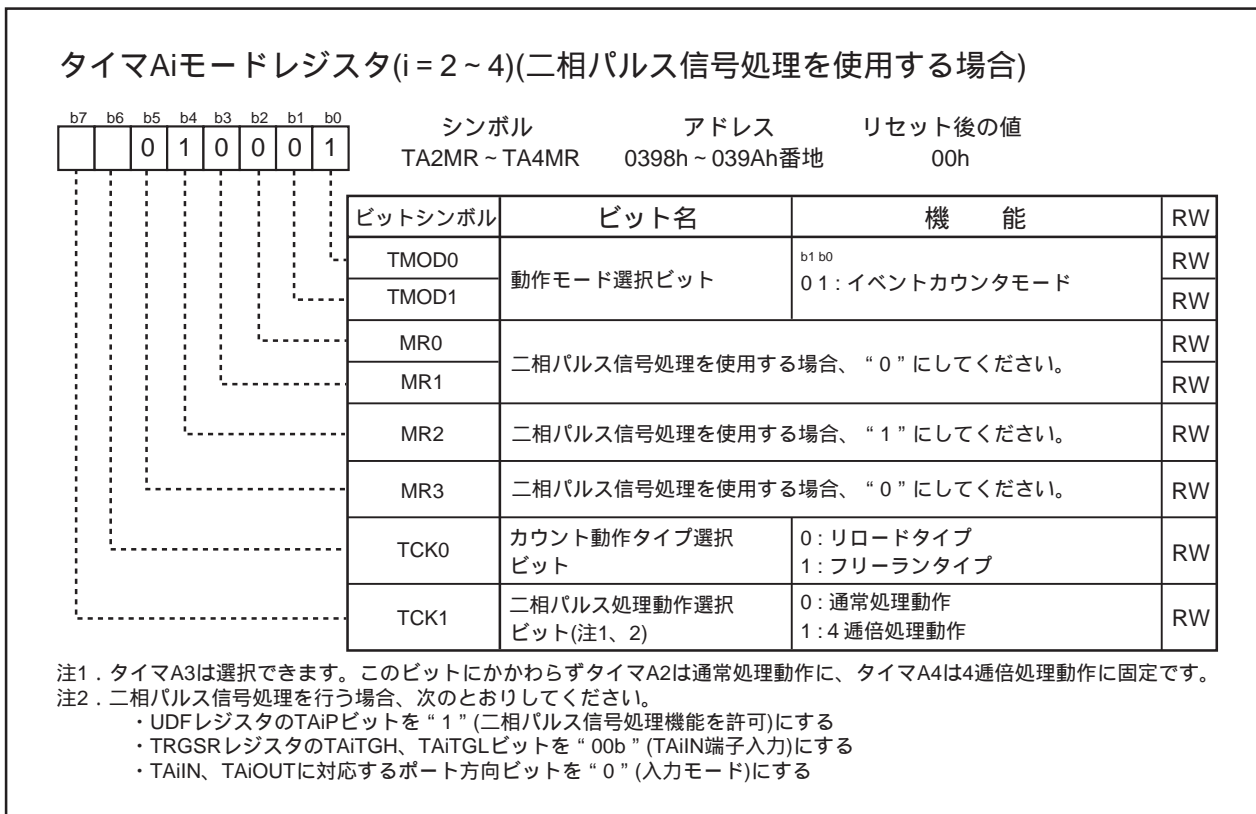 タイマAiモードレジスタ(i = 2 ~ 4)(二相パルス信号処理を使用する場合)
b7 b6 b5 b4 b3 b2 b1 b0
0 1 0 0 0 1
シンボル アドレス リセット後の値
TA2MR ~ TA4MR 0398h ~ 039Ah番地 00h
ビットシンボル ビット名 機 能 RW
TMOD0 動作モード選択ビット b1 b0 RW
TMOD1 0 1 : イベントカウンタモード RW
MR0 二相パルス信号処理を使用する場合、 “ 0 ” にしてください。 RW
MR1 RW
MR2 二相パルス信号処理を使用する場合、 “ 1 ” にしてください。 RW
MR3 二相パルス信号処理を使用する場合、 “ 0 ” にしてください。 RW
TCK0 カウント動作タイプ選択 0 : リロードタイプ RW
ビット 1 : フリーランタイプ
TCK1 二相パルス処理動作選択 0 : 通常処理動作 RW
ビット(注1、2) 1 : 4 逓倍処理動作
注1．タイマA3は選択できます。このビットにかかわらずタイマA2は通常処理動作に、タイマA4は4逓倍処理動作に固定です。
注2．二相パルス信号処理を行う場合、次のとおりしてください。
・UDFレジスタのTAiPビットを “ 1 ” (二相パルス信号処理機能を許可)にする
・TRGSRレジスタのTAiTGH、TAiTGLビットを “ 00b ” (TAiIN端子入力)にする
・TAiIN、TAiOUTに対応するポート方向ビットを “ 0 ” (入力モード)にする